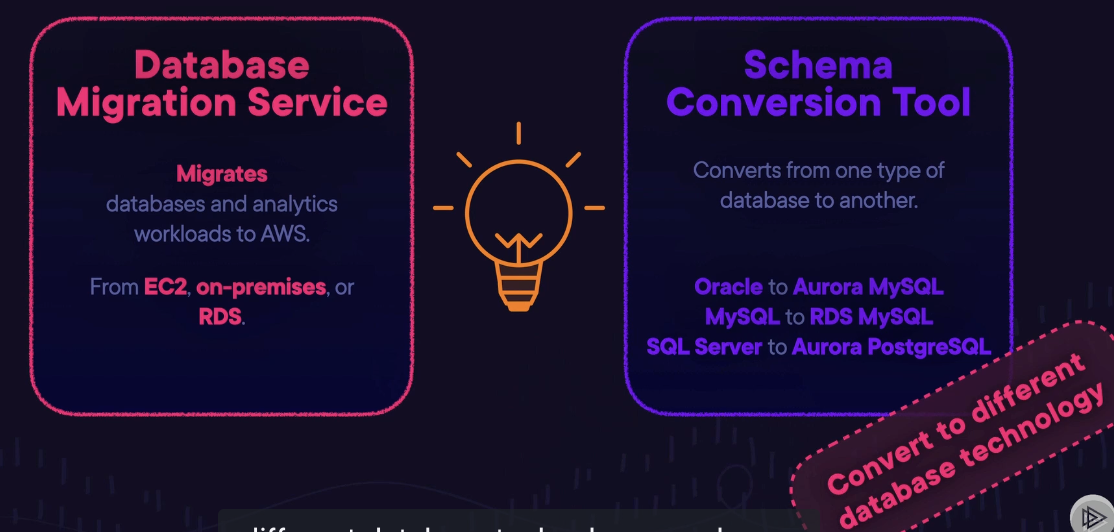 Database
Migration Service
Migrates
databases and analytics
workloads to AWS.
From EC2, on-premises, or
RDS.
Schema
Conversion Tool
Converts from one type of
database to another.
Oracle to Aurora MySQL
MySQL to RDS MySQL
SQL Server to Aurora PostgreSQL
Convert to different
database technology